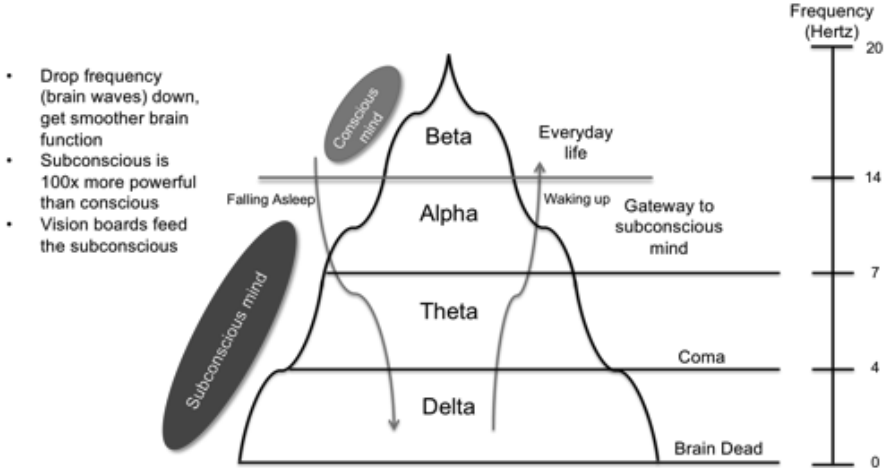 Frequency
(Hertz)
20
• Drop frequency
(brain waves) down,
get smoother brain
function
• Subconscious is
100x more powerful
than conscious
• Vision boards feed
the subconscious
Conscious
mind
Beta
Everyday
life
14
Falling Asleep
Waking up
Alpha
Gateway to
subconscious
mind
7
Subconscious mind
Theta
Coma
4
Delta
Brain Dead
0